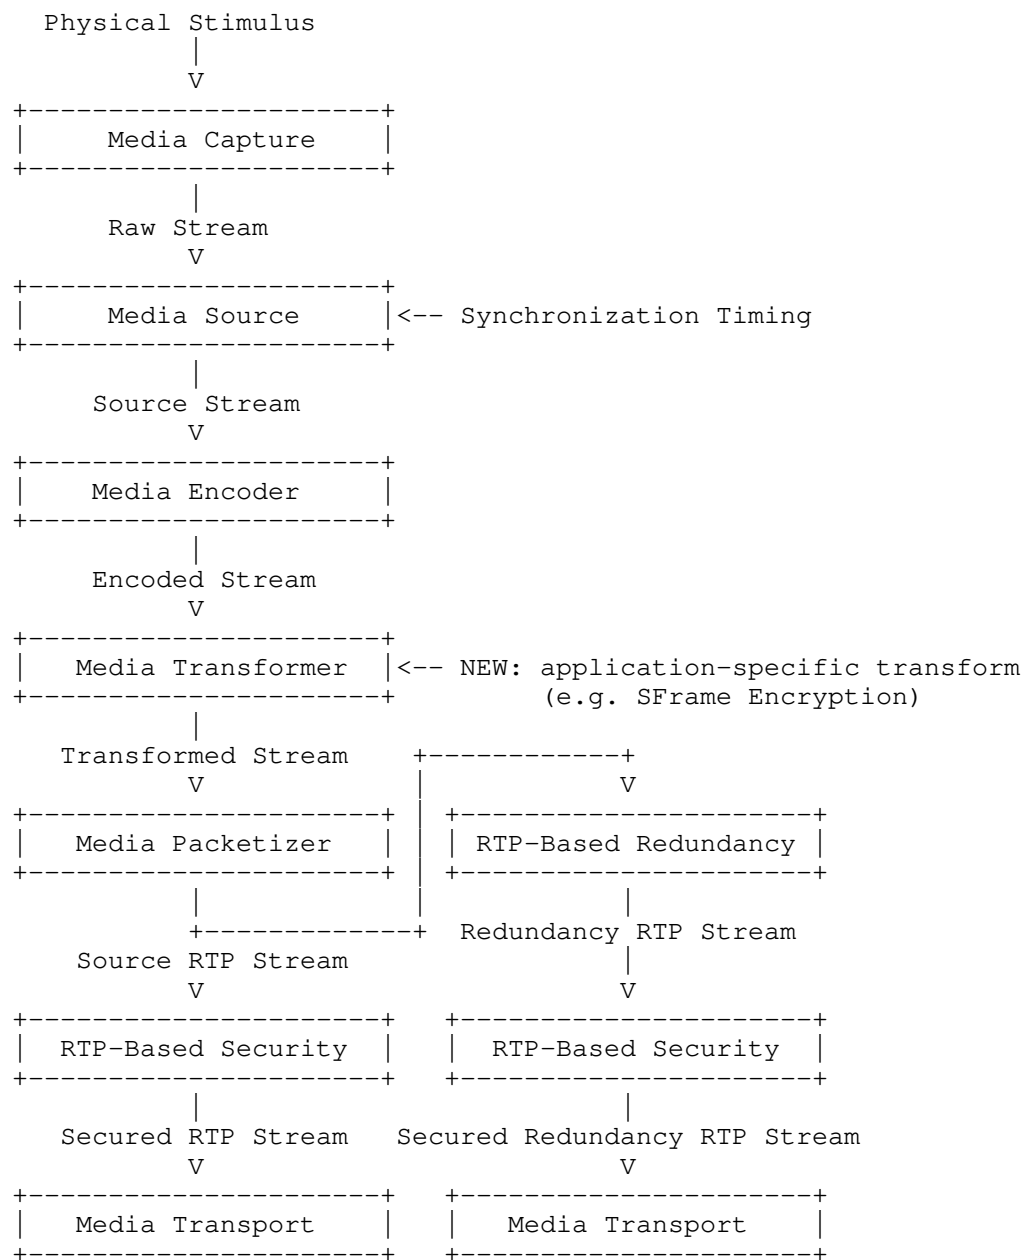 Physical Stimulus
|
V
+----------------------+
|     Media Capture    |
+----------------------+
|
Raw Stream
V
+----------------------+
|     Media Source     |<-- Synchronization Timing
+----------------------+
|
Source Stream
V
+----------------------+
|    Media Encoder     |
+----------------------+
|
Encoded Stream
V
+----------------------+
|   Media Transformer  |<-- NEW: application-specific transform
+----------------------+         (e.g. SFrame Encryption)
|
Transformed Stream    +------------+
V             |            V
+----------------------+ | +----------------------+
|   Media Packetizer   | | | RTP-Based Redundancy |
+----------------------+ | +----------------------+
|             |            |
+-------------+  Redundancy RTP Stream
Source RTP Stream                 |
V                          V
+----------------------+   +----------------------+
|  RTP-Based Security  |   |  RTP-Based Security  |
+----------------------+   +----------------------+
|                          |
Secured RTP Stream   Secured Redundancy RTP Stream
V                          V
+----------------------+   +----------------------+
|   Media Transport    |   |   Media Transport    |
+----------------------+   +----------------------+